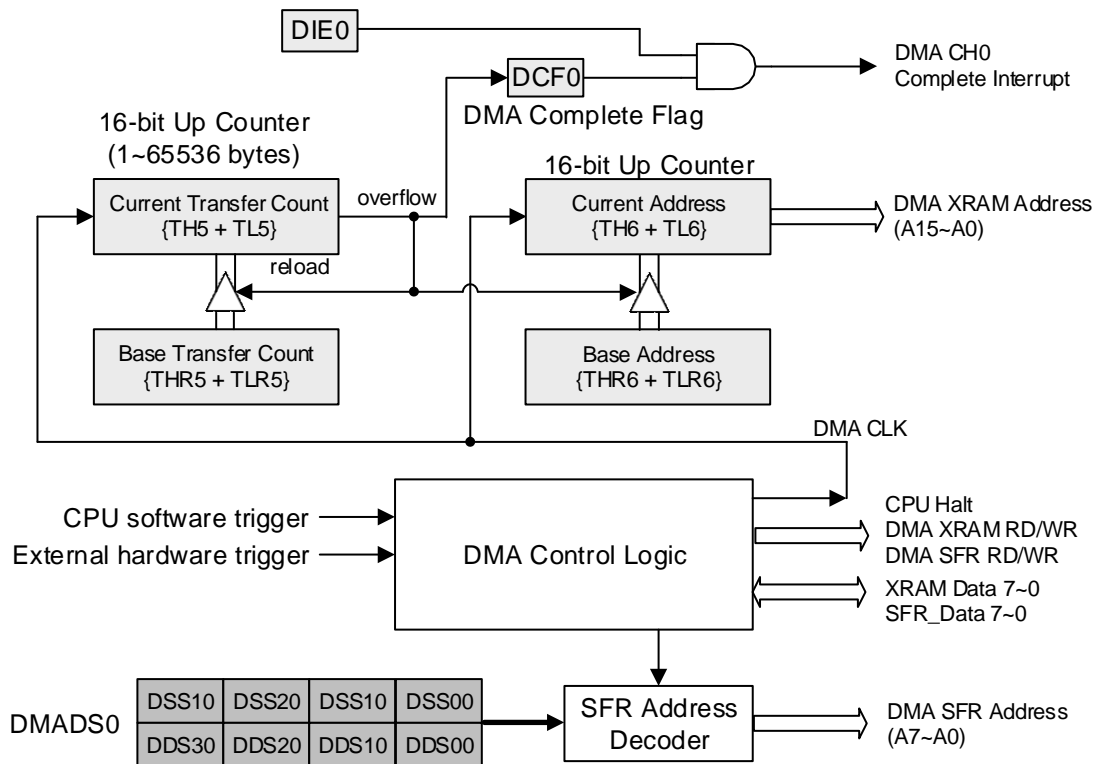 DIE0
DMA CH0
Complete Interrupt
DCF0
DMA Complete Flag
16-bit Up Counter
(1~65536 bytes)
16-bit Up Counter
Current Transfer Count
{TH5 + TL5}
overflow
Current Address
{TH6 + TL6}
DMA XRAM Address
(A15~A0)
reload
Base Transfer Count
{THR5 + TLR5}
Base Address
{THR6 + TLR6}
DMA CLK
CPU software trigger
External hardware trigger
DMA Control Logic
CPU Halt
DMA XRAM RD/WR
DMA SFR RD/WR
XRAM Data 7~0
SFR_Data 7~0
DMADS0
DSS10 DSS20 DSS10 DSS00
DDS30 DDS20 DDS10 DDS00
SFR Address
Decoder
DMA SFR Address
(A7~A0)